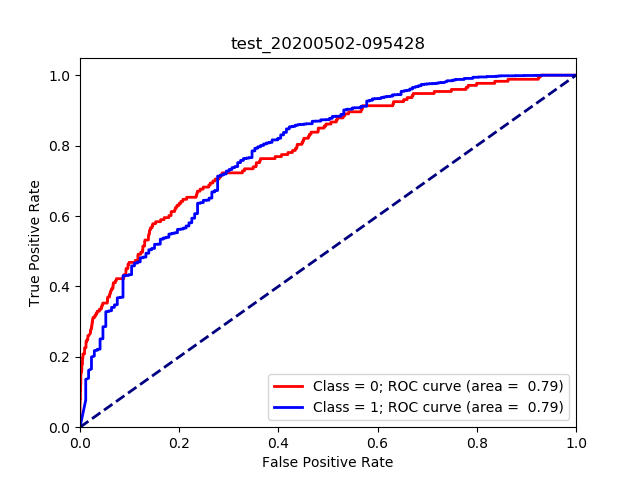 test_20200502-095428
True Positive Rate
1.0
0.8
0.6
0.4
0.2
0.0
Class = 0; ROC curve (area =  0.79)
Class = 1; ROC curve (area =  0.79)
0.0 0.2 0.4 0.6 0.8 1.0
False Positive Rate